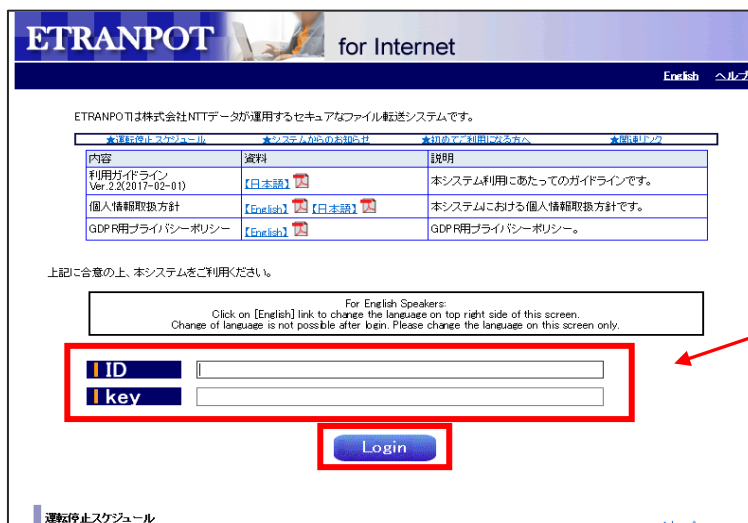 ETRANPOT for Internet
English ヘルプ
ETRANPOTは株式会社NTTデータが運用するセキュアなファイル転送システムです。
★運転停止スケジュール ★システムからのお知らせ ★初めてご利用になる方へ ★関連リンク
内容 資料 説明
利用ガイドライン
Ver.2.2(2017-02-01) 【日本語】 本システム利用にあたってのガイドラインです。
個人情報取扱方針 【English】 【日本語】 本システムにおける個人情報取扱方針です。
GDPR用プライバシーポリシー 【English】 GDPR用プライバシーポリシー。
上記に合意の上、本システムをご利用ください。
For English Speakers:
Click on [English] link to change the language on top right side of this screen.
Change of language is not possible after login. Please change the language on this screen only.
ID
key
Login
運転停止スケジュール